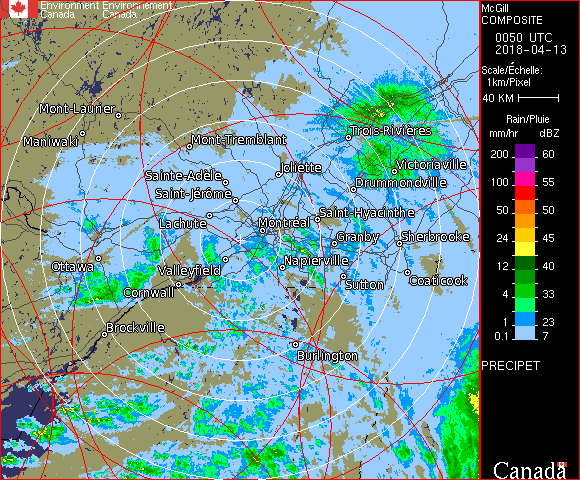 Environment Environnement
Canada Canada
McGill
COMPOSITE
0050 UTC
2018-04-13
Scale/Échelle:
1km/Pixel
40 KM
Rain/Pluie
mm/hr dBZ
200 60
100 55
50 50
24 45
12 40
4 33
1 23
0.1 7
PRECIPET
Canada
Mont-Laurier
Maniwaki
Mont-Tremblant
Trois-Rivières
Joliette
Victoriaville
Sainte-Adèle
Drummondville
Saint-Jérôme
Lachute
Montréal
Saint-Hyacinthe
Granby
Sherbrooke
Ottawa
Valleyfield
Napierville
Cornwall
Sutton
Coaticook
Brockville
Burlington